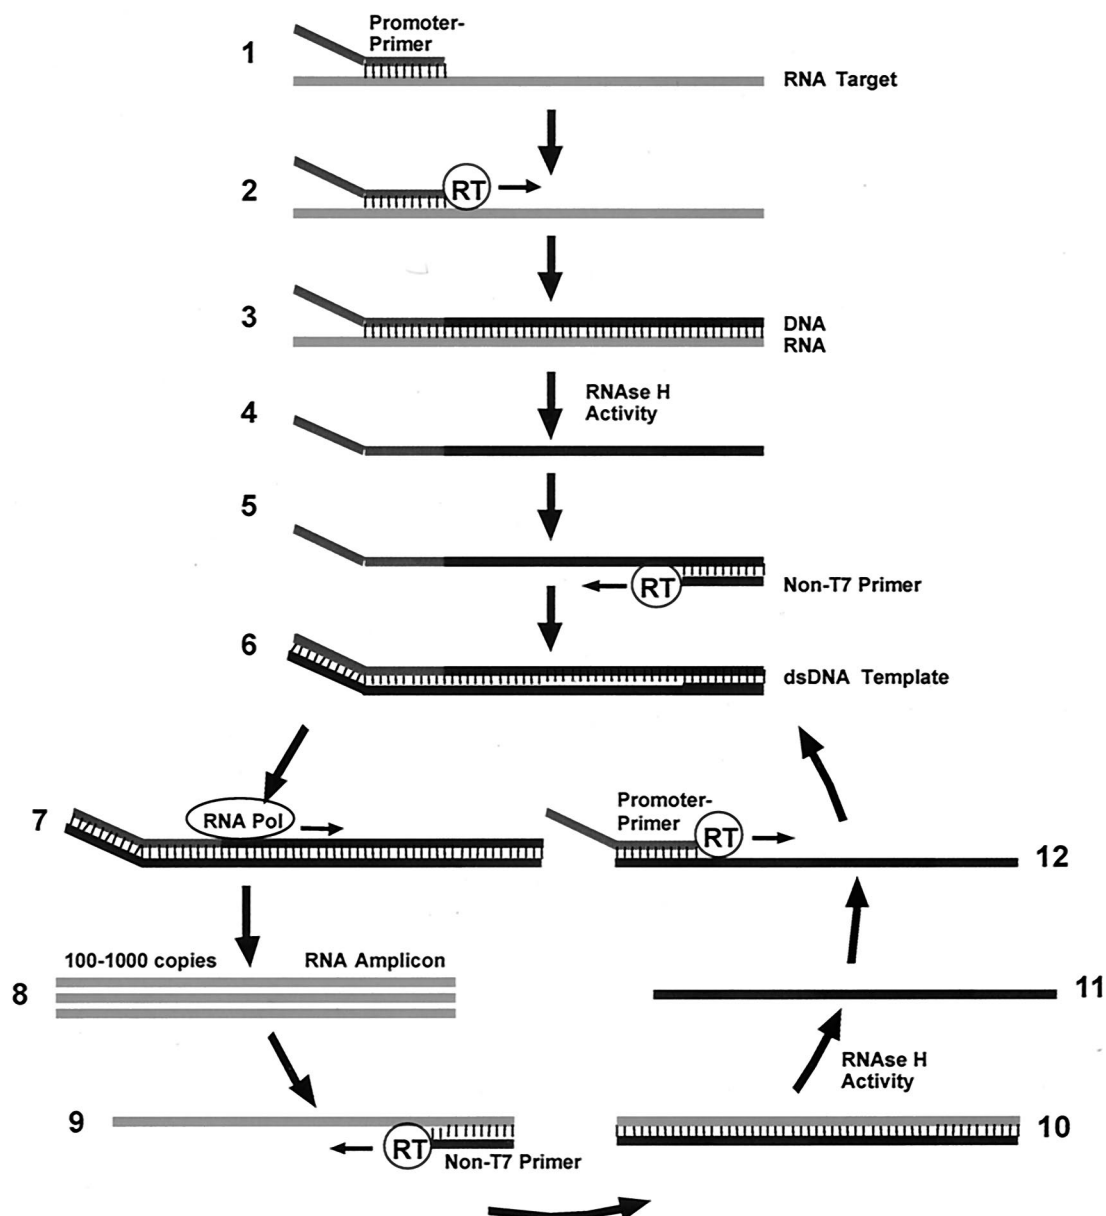 Promoter-
Primer
1
RNA Target
2
RT
3
DNA
RNA
RNAse H
Activity
4
5
RT
Non-T7 Primer
6
dsDNA Template
7
RNA Pol
Promoter-
Primer
RT
12
100-1000 copies
RNA Amplicon
8
11
RNAse H
Activity
9
RT
Non-T7 Primer
10